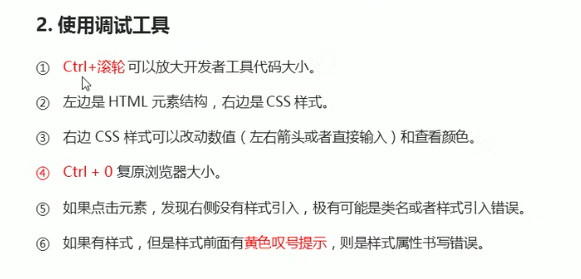 2. 使用调试工具
① Ctrl+滚轮 可以放大开发者工具代码大小。
② 左边是 HTML 元素结构，右边是 CSS 样式。
③ 右边 CSS 样式可以改动数值（左右箭头或者直接输入）和查看颜色。
④ Ctrl + 0 复原浏览器大小。
⑤ 如果点击元素，发现右侧没有样式引入，极有可能是类名或者样式引入错误。
⑥ 如果有样式，但是样式前面有黄色叹号提示，则是样式属性书写错误。